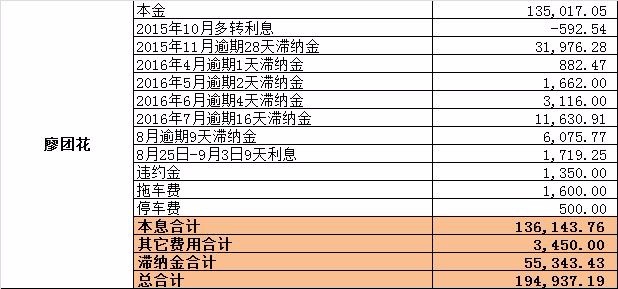 廖团花
本金 135,017.05
2015年10月多转利息 -592.54
2015年11月逾期28天滞纳金 31,976.28
2016年4月逾期1天滞纳金 882.47
2016年5月逾期2天滞纳金 1,662.00
2016年6月逾期4天滞纳金 3,116.00
2016年7月逾期16天滞纳金 11,630.91
8月逾期9天滞纳金 6,075.77
8月25日-9月3日9天利息 1,719.25
违约金 1,350.00
拖车费 1,600.00
停车费 500.00
本息合计 136,143.76
其它费用合计 3,450.00
滞纳金合计 55,343.43
总合计 194,937.19